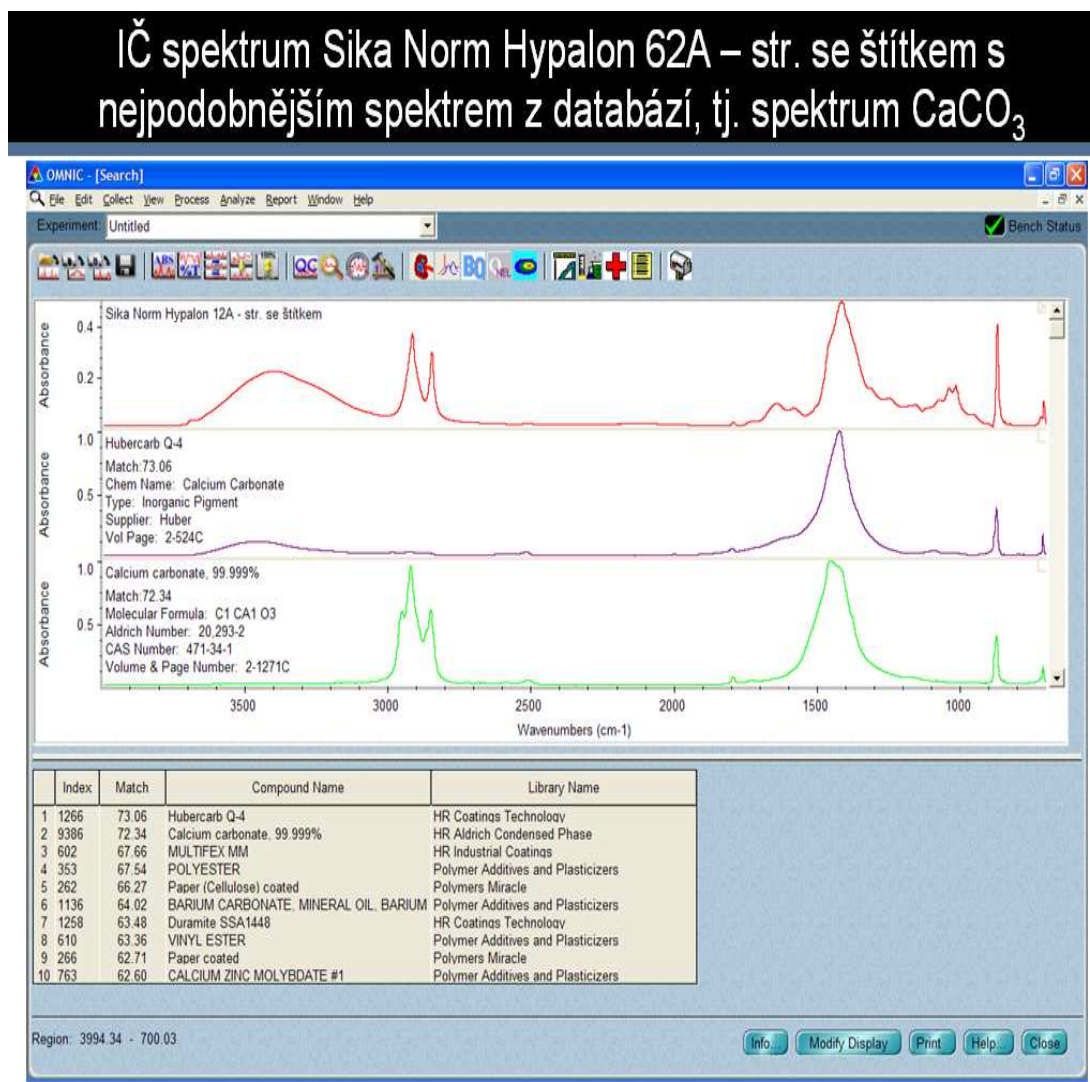 IČ spektrum Sika Norm Hypalon 62A – str. se štítkem s
nejpodobnějším spektrem z databází, tj. spektrum CaCO₃
OMNIC - [Search]
File Edit Collect View Process Analyze Report Window Help
Experiment: Untitled
Bench Status
ABS %T QC BQ
Sika Norm Hypalon 12A - str. se štítkem
Absorbance
0.4
0.2
Hubercarb Q-4
Match:73.06
Chem Name: Calcium Carbonate
Type: Inorganic Pigment
Supplier: Huber
Vol Page: 2-524C
Absorbance
1.0
0.5
Calcium carbonate, 99.999%
Match:72.34
Molecular Formula: C1 CA1 O3
Aldrich Number: 20,293-2
CAS Number: 471-34-1
Volume & Page Number: 2-1271C
Absorbance
1.0
0.5
3500 3000 2500 2000 1500 1000
Wavenumbers (cm-1)
Index Match Compound Name Library Name
1 1266 73.06 Hubercarb Q-4 HR Coatings Technology
2 9386 72.34 Calcium carbonate, 99.999% HR Aldrich Condensed Phase
3 602 67.66 MULTIFEX MM HR Industrial Coatings
4 353 67.54 POLYESTER Polymer Additives and Plasticizers
5 262 66.27 Paper (Cellulose) coated Polymers Miracle
6 1136 64.02 BARIUM CARBONATE, MINERAL OIL, BARIUM Polymer Additives and Plasticizers
7 1258 63.48 Duramite SSA1448 HR Coatings Technology
8 610 63.36 VINYL ESTER Polymer Additives and Plasticizers
9 266 62.71 Paper coated Polymers Miracle
10 763 62.60 CALCIUM ZINC MOLYBDATE #1 Polymer Additives and Plasticizers
Region: 3994.34 - 700.03
Info... Modify Display Print Help... Close